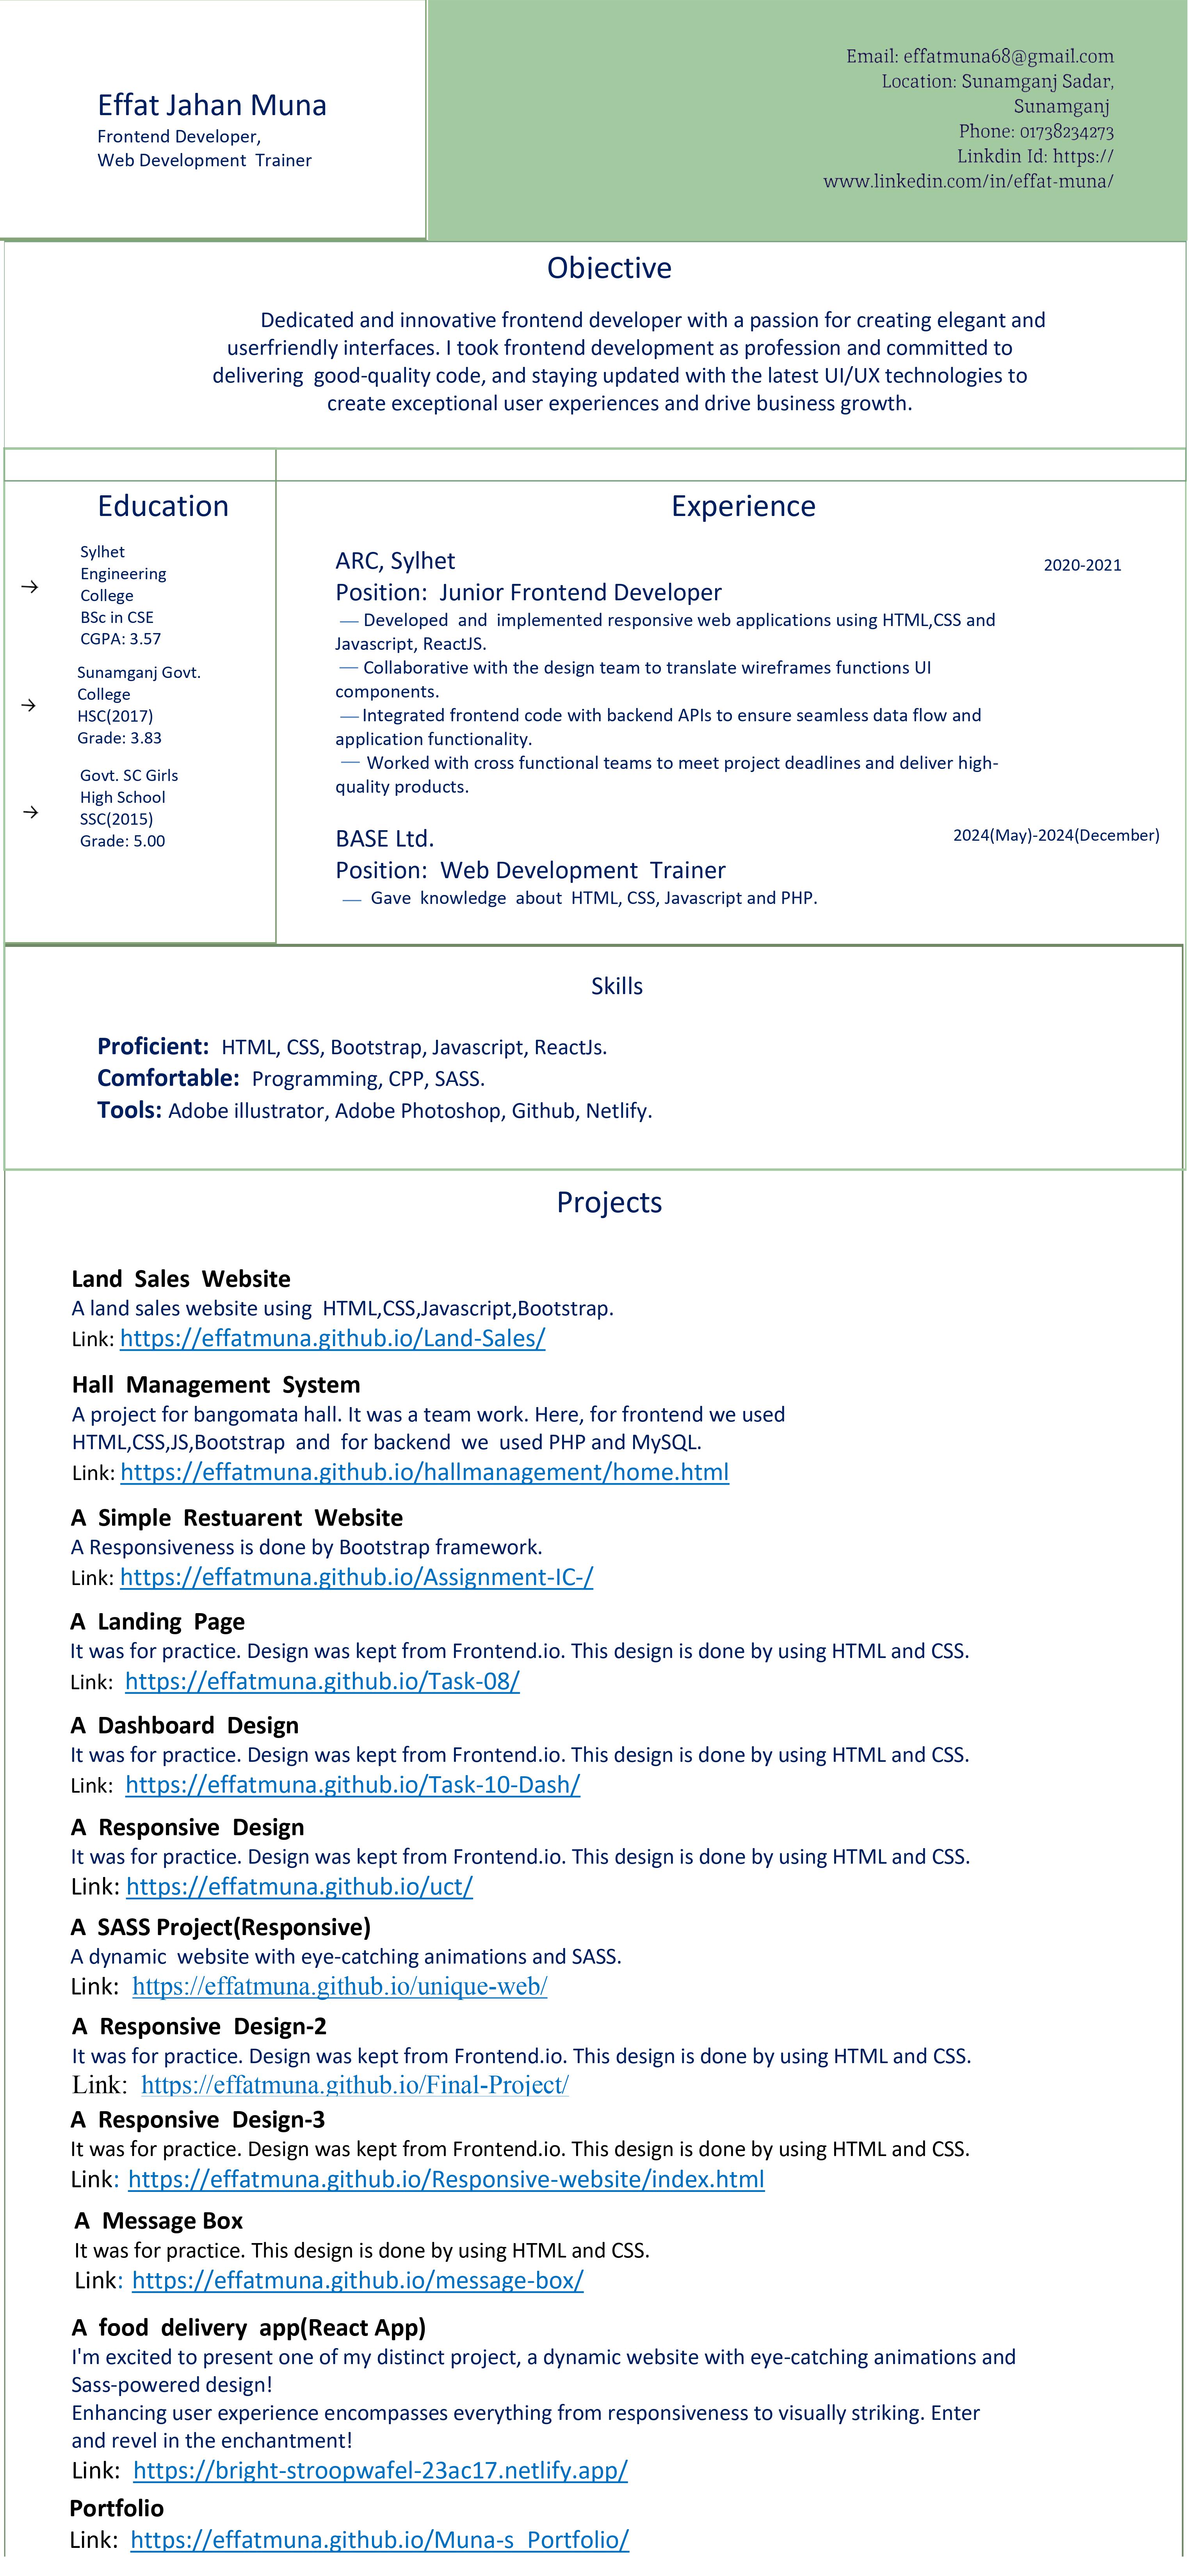 Effat Jahan Muna
Frontend Developer,
Web Development Trainer
Email: effatmuna68@gmail.com
Location: Sunamganj Sadar,
Sunamganj
Phone: 01738234273
Linkdin Id: https://
www.linkedin.com/in/effat-muna/
Objective
Dedicated and innovative frontend developer with a passion for creating elegant and
userfriendly interfaces. I took frontend development as profession and committed to
delivering good-quality code, and staying updated with the latest UI/UX technologies to
create exceptional user experiences and drive business growth.
Education
→
Sylhet
Engineering
College
BSc in CSE
CGPA: 3.57
→
Sunamganj Govt.
College
HSC(2017)
Grade: 3.83
→
Govt. SC Girls
High School
SSC(2015)
Grade: 5.00
Experience
ARC, Sylhet
2020-2021
Position: Junior Frontend Developer
— Developed and implemented responsive web applications using HTML,CSS and
Javascript, ReactJS.
— Collaborative with the design team to translate wireframes functions UI
components.
— Integrated frontend code with backend APIs to ensure seamless data flow and
application functionality.
— Worked with cross functional teams to meet project deadlines and deliver high-
quality products.
BASE Ltd.
2024(May)-2024(December)
Position: Web Development Trainer
— Gave knowledge about HTML, CSS, Javascript and PHP.
Skills
Proficient: HTML, CSS, Bootstrap, Javascript, ReactJs.
Comfortable: Programming, CPP, SASS.
Tools: Adobe illustrator, Adobe Photoshop, Github, Netlify.
Projects
Land Sales Website
A land sales website using HTML,CSS,Javascript,Bootstrap.
Link: https://effatmuna.github.io/Land-Sales/
Hall Management System
A project for bangomata hall. It was a team work. Here, for frontend we used
HTML,CSS,JS,Bootstrap and for backend we used PHP and MySQL.
Link: https://effatmuna.github.io/hallmanagement/home.html
A Simple Restuarent Website
A Responsiveness is done by Bootstrap framework.
Link: https://effatmuna.github.io/Assignment-IC-/
A Landing Page
It was for practice. Design was kept from Frontend.io. This design is done by using HTML and CSS.
Link: https://effatmuna.github.io/Task-08/
A Dashboard Design
It was for practice. Design was kept from Frontend.io. This design is done by using HTML and CSS.
Link: https://effatmuna.github.io/Task-10-Dash/
A Responsive Design
It was for practice. Design was kept from Frontend.io. This design is done by using HTML and CSS.
Link: https://effatmuna.github.io/uct/
A SASS Project(Responsive)
A dynamic website with eye-catching animations and SASS.
Link: https://effatmuna.github.io/unique-web/
A Responsive Design-2
It was for practice. Design was kept from Frontend.io. This design is done by using HTML and CSS.
Link: https://effatmuna.github.io/Final-Project/
A Responsive Design-3
It was for practice. Design was kept from Frontend.io. This design is done by using HTML and CSS.
Link: https://effatmuna.github.io/Responsive-website/index.html
A Message Box
It was for practice. This design is done by using HTML and CSS.
Link: https://effatmuna.github.io/message-box/
A food delivery app(React App)
I'm excited to present one of my distinct project, a dynamic website with eye-catching animations and
Sass-powered design!
Enhancing user experience encompasses everything from responsiveness to visually striking. Enter
and revel in the enchantment!
Link: https://bright-stroopwafel-23ac17.netlify.app/
Portfolio
Link: https://effatmuna.github.io/Muna-s_Portfolio/